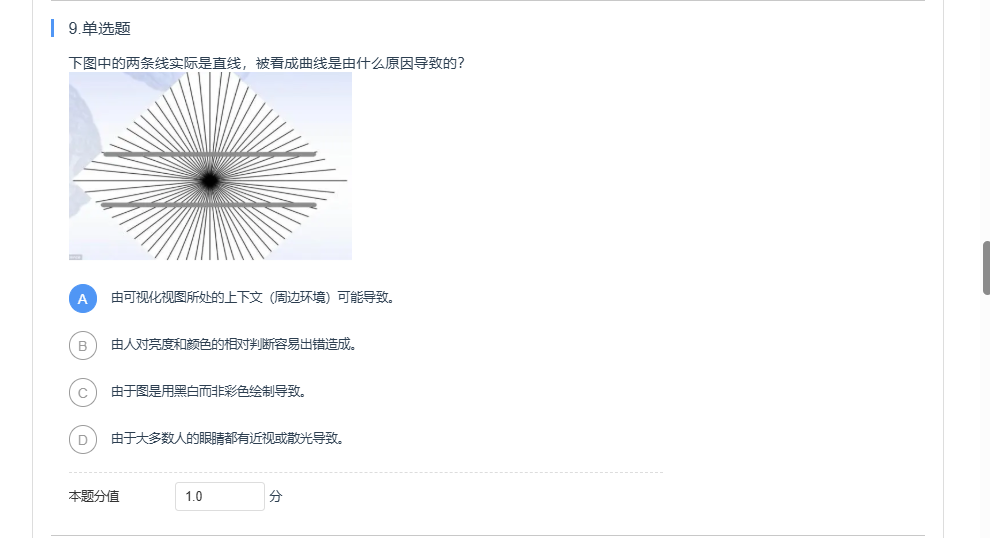 9.单选题
下图中的两条线实际是直线，被看成曲线是由什么原因导致的？
A 由可视化视图所处的上下文（周边环境）可能导致。
B 由人对亮度和颜色的相对判断容易出错造成。
C 由于图是用黑白而非彩色绘制导致。
D 由于大多数人的眼睛都有近视或散光导致。
本题分值 1.0 分